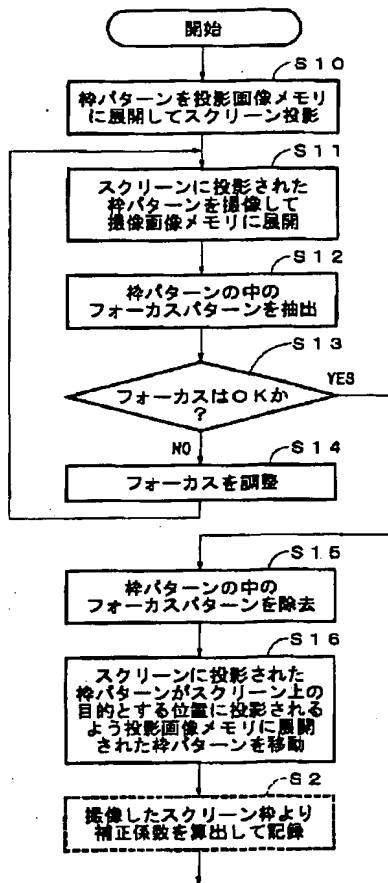 開始
S10
枠パターンを投影画像メモリ
に展開してスクリーン投影
S11
スクリーンに投影された
枠パターンを撮像して
撮像画像メモリに展開
S12
枠パターンの中の
フォーカスパターンを抽出
S13
フォーカスはOKか
?
YES
NO
S14
フォーカスを調整
S15
枠パターンの中の
フォーカスパターンを除去
S16
スクリーンに投影された
枠パターンがスクリーン上の
目的とする位置に投影される
よう投影画像メモリに展開
された枠パターンを移動
S2
撮像したスクリーン枠より
補正係数を算出して記録